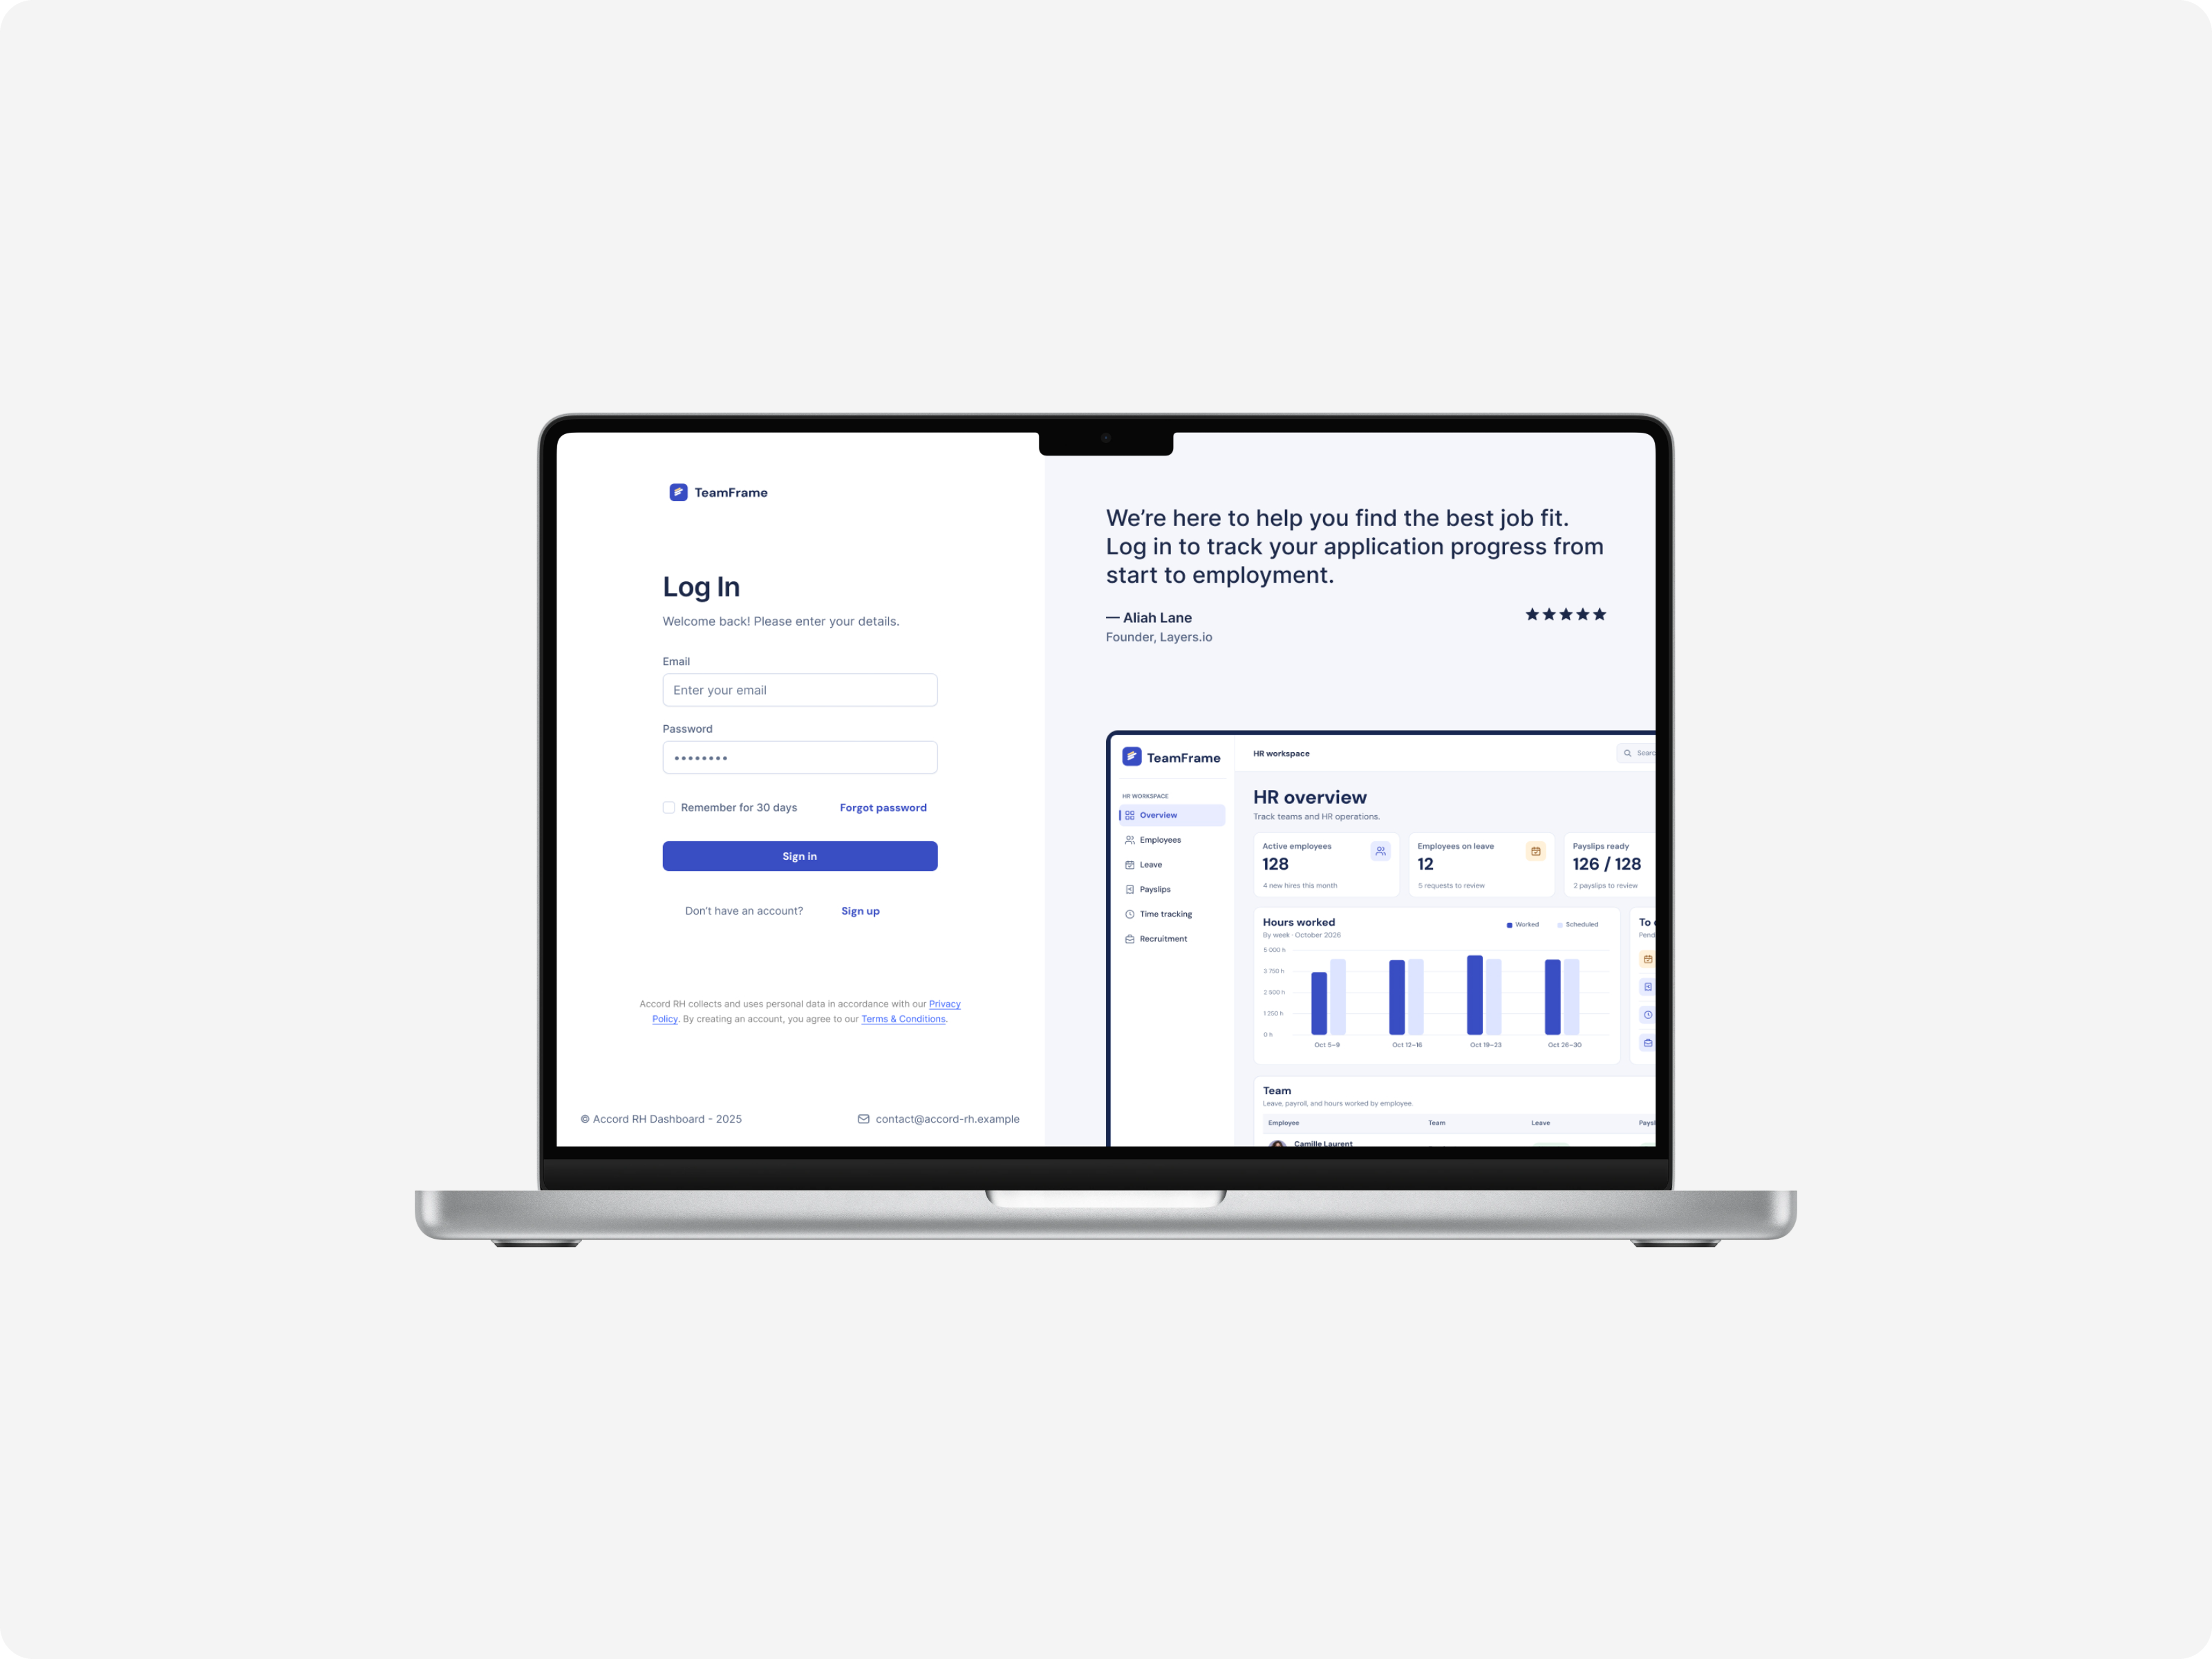 TeamFrame
Log In
Welcome back! Please enter your details.
Email
Enter your email
Password
Remember for 30 days
Forgot password
Sign in
Don't have an account?
Sign up
Accord RH collects and uses personal data in accordance with our Privacy
Policy. By creating an account, you agree to our Terms & Conditions.
© Accord RH Dashboard - 2025
contact@accord-rh.example
We're here to help you find the best job fit.
Log in to track your application progress from
start to employment.
— Aliah Lane
Founder, Layers.io
TeamFrame
HR WORKSPACE
Overview
Employees
Leave
Payslips
Time tracking
Recruitment
HR workspace
HR overview
Track teams and HR operations.
Active employees
128
4 new hires this month
Employees on leave
12
5 requests to review
Payslips ready
126 / 128
2 payslips to review
Hours worked
By week · October 2026
Worked
Scheduled
5 000 h
3 750 h
2 500 h
1 250 h
0 h
Oct 5–9
Oct 12–16
Oct 19–23
Oct 26–30
To
Team
Leave, payroll, and hours worked by employee.
Employee
Team
Leave
Camille Laurent